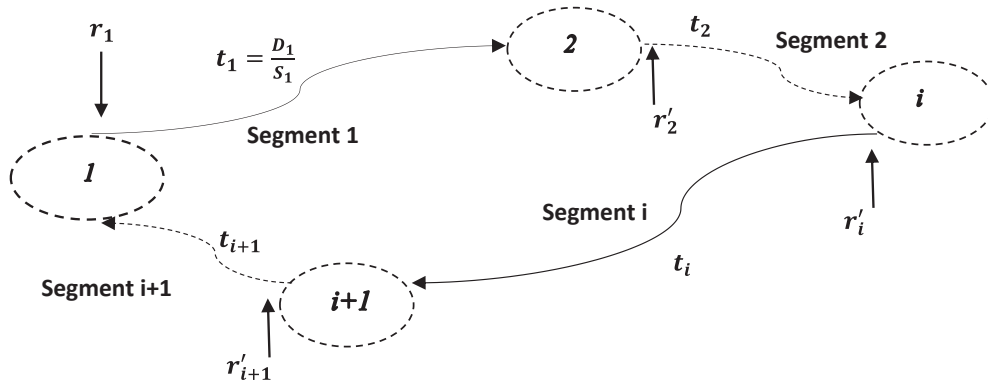 r₁
t₁ = D₁/S₁
Segment 1
1
2
t₂
Segment 2
r′₂
i
r′ᵢ
Segment i
tᵢ
tᵢ₊₁
Segment i+1
i+1
r′ᵢ₊₁